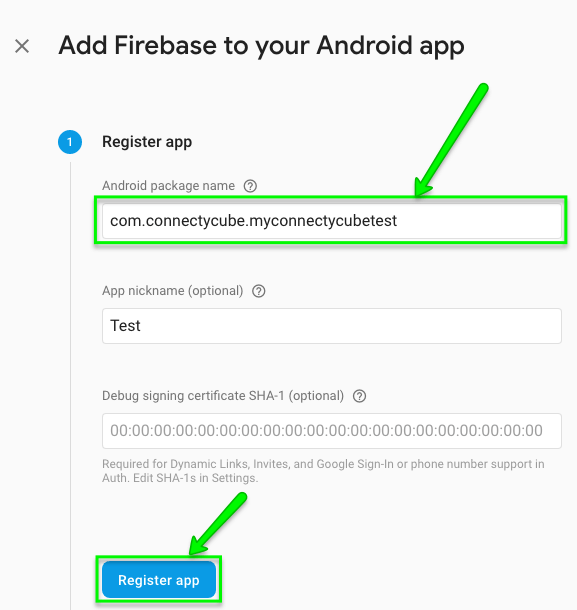 Add Firebase to your Android app
1
Register app
Android package name
com.connectycube.myconnectycubetest
App nickname (optional)
Test
Debug signing certificate SHA-1 (optional)
00:00:00:00:00:00:00:00:00:00:00:00:00:00:00:00:00:00:00:00
Required for Dynamic Links, Invites, and Google Sign-In or phone number support in
Auth. Edit SHA-1s in Settings.
Register app